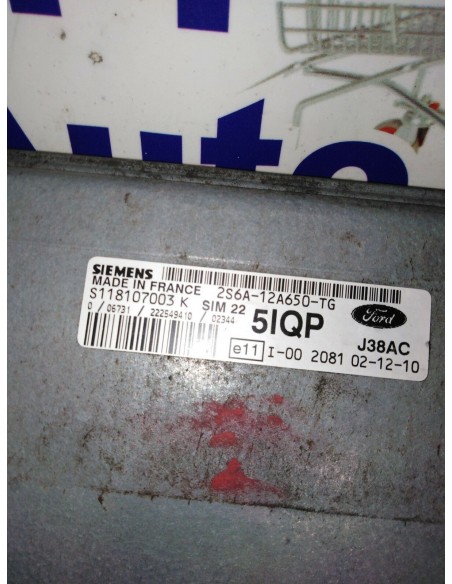 Auto
SIEMENS
MADE IN FRANCE 2S6A-12A650-TG
S118107003 K SIM 22
0 / 06731 / 222549410 / 02344
5IQP
Ford
J38AC
e11 I-00 2081 02-12-10